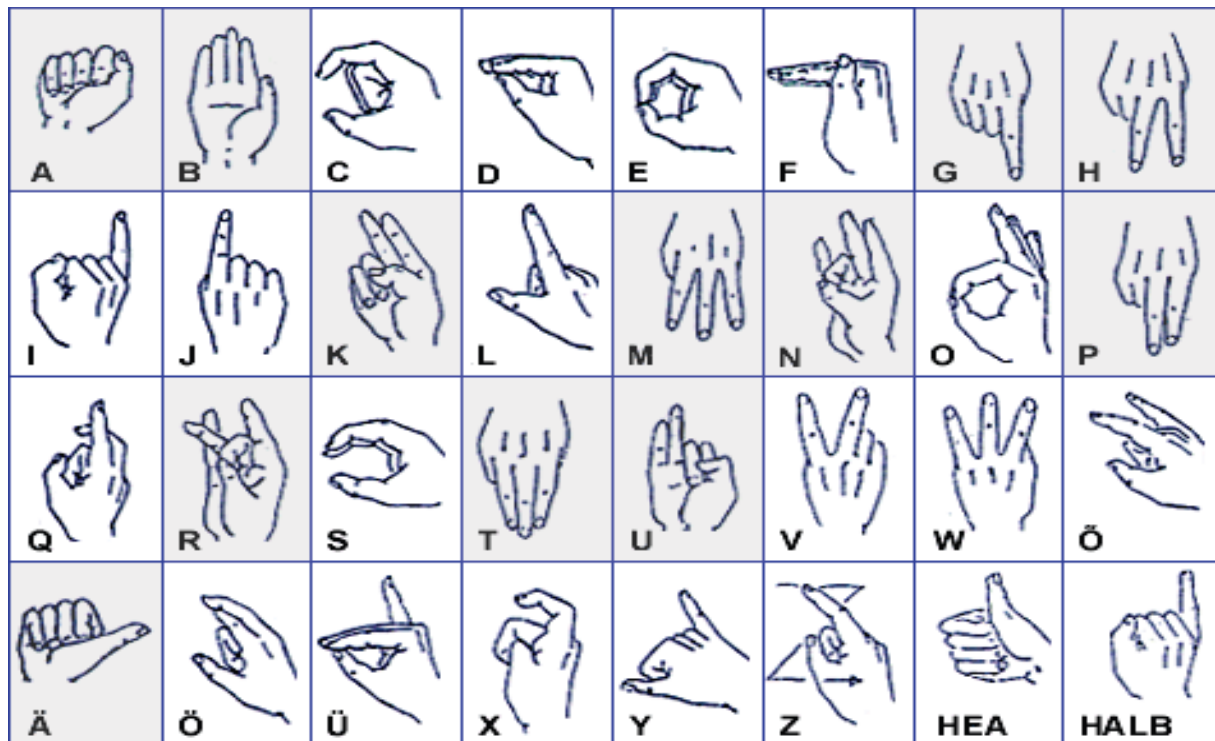 A B C D E F G H
I J K L M N O P
Q R S T U V W Õ
Ä Ö Ü X Y Z HEA HALB